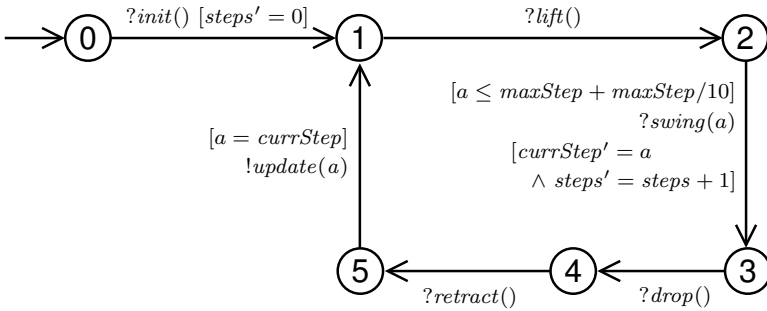 0
?init() [steps' = 0]
1
?lift()
2
[a ≤ maxStep + maxStep/10]
?swing(a)
[currStep' = a
∧ steps' = steps + 1]
[a = currStep]
!update(a)
5
?retract()
4
?drop()
3